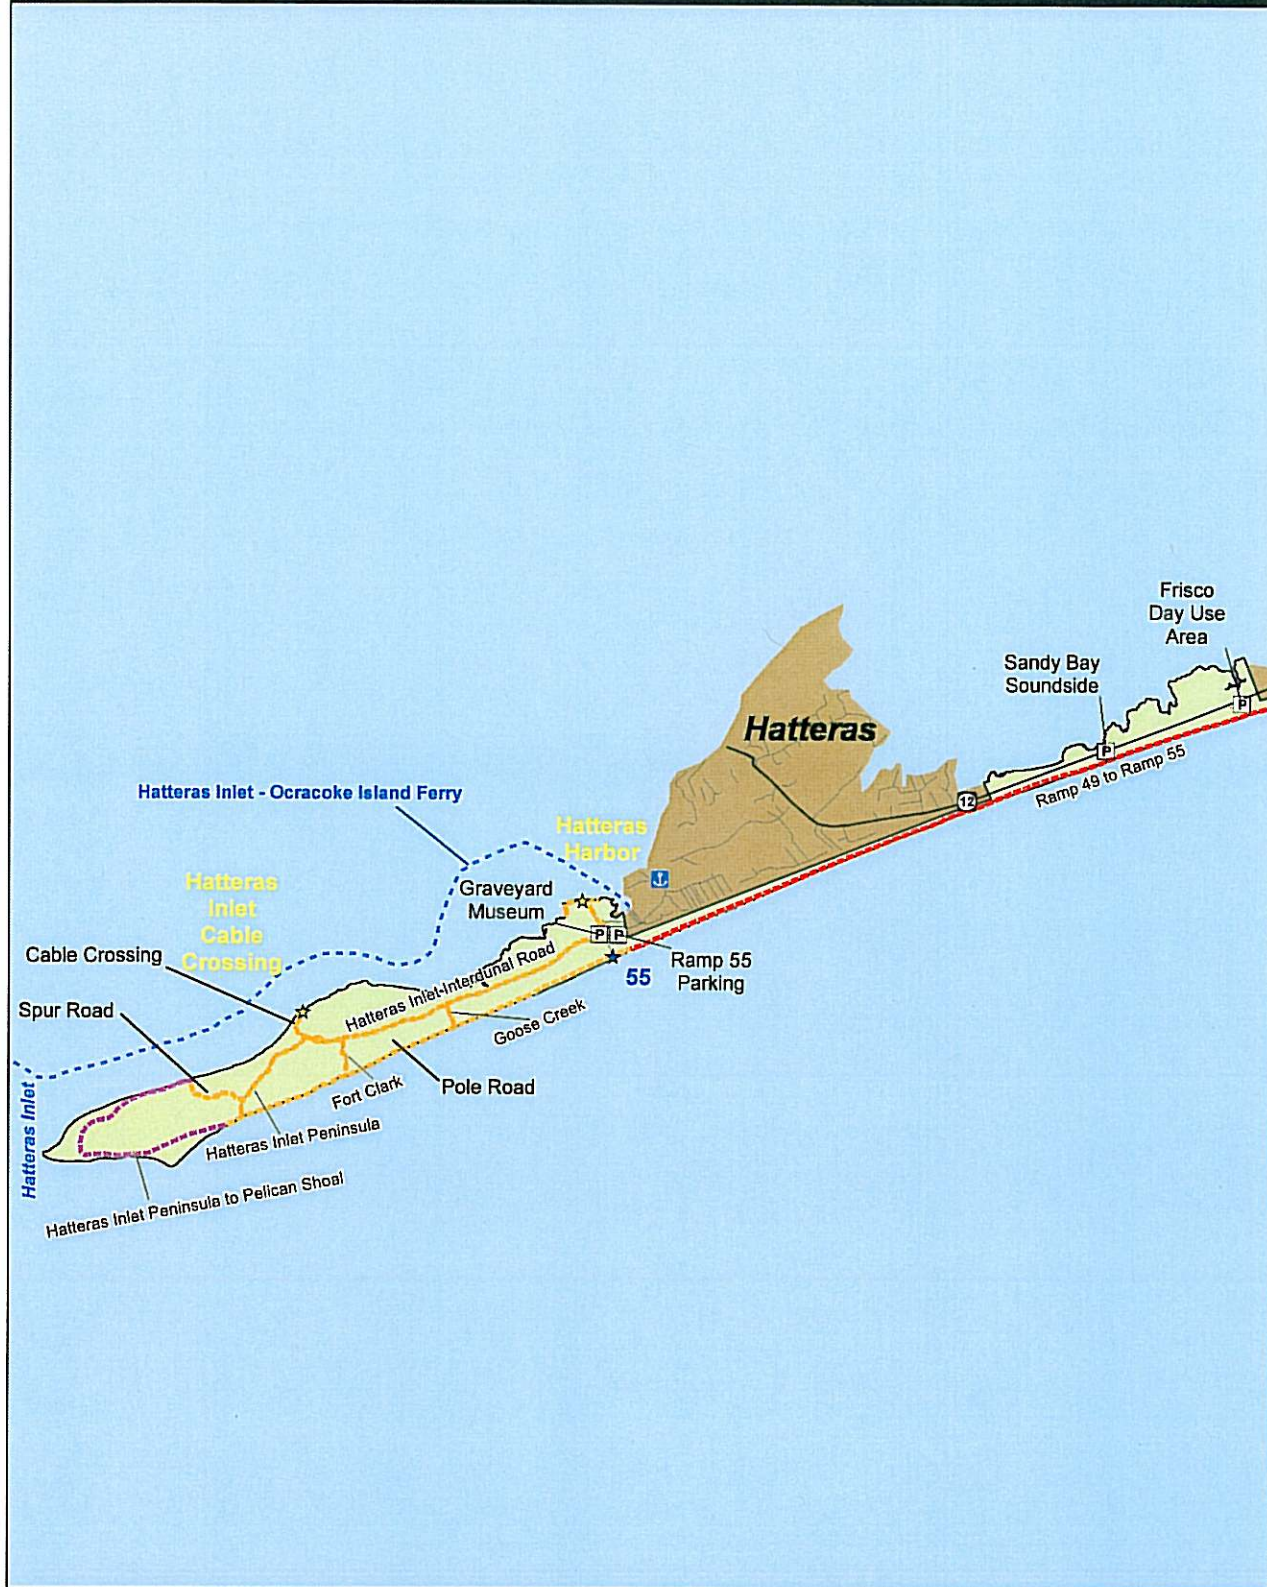 Frisco
Day Use
Area
Sandy Bay
Soundside
P
Hatteras
P
Ramp 49 to Ramp 55
12
Hatteras Inlet - Ocracoke Island Ferry
Hatteras
Harbor
Hatteras
Inlet
Cable
Crossing
Graveyard
Museum
P P
Cable Crossing
Hatteras Inlet-Interdunal Road
55
Ramp 55
Parking
Spur Road
Goose Creek
Fort Clark
Pole Road
Hatteras Inlet
Hatteras Inlet Peninsula
Hatteras Inlet Peninsula to Pelican Shoal